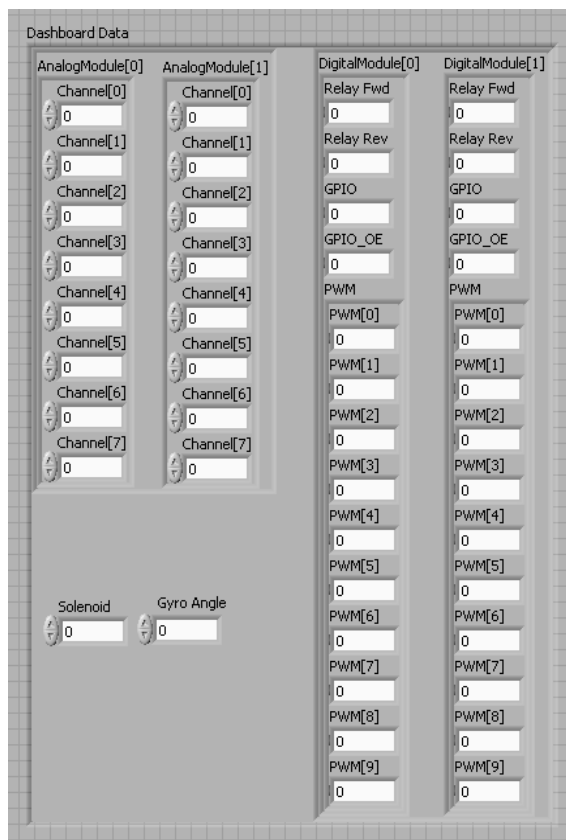 Dashboard Data
AnalogModule[0]
Channel[0]
0
Channel[1]
0
Channel[2]
0
Channel[3]
0
Channel[4]
0
Channel[5]
0
Channel[6]
0
Channel[7]
0
AnalogModule[1]
Channel[0]
0
Channel[1]
0
Channel[2]
0
Channel[3]
0
Channel[4]
0
Channel[5]
0
Channel[6]
0
Channel[7]
0
Solenoid
0
Gyro Angle
0
DigitalModule[0]
Relay Fwd
0
Relay Rev
0
GPIO
0
GPIO_OE
0
PWM
PWM[0]
0
PWM[1]
0
PWM[2]
0
PWM[3]
0
PWM[4]
0
PWM[5]
0
PWM[6]
0
PWM[7]
0
PWM[8]
0
PWM[9]
0
DigitalModule[1]
Relay Fwd
0
Relay Rev
0
GPIO
0
GPIO_OE
0
PWM
PWM[0]
0
PWM[1]
0
PWM[2]
0
PWM[3]
0
PWM[4]
0
PWM[5]
0
PWM[6]
0
PWM[7]
0
PWM[8]
0
PWM[9]
0